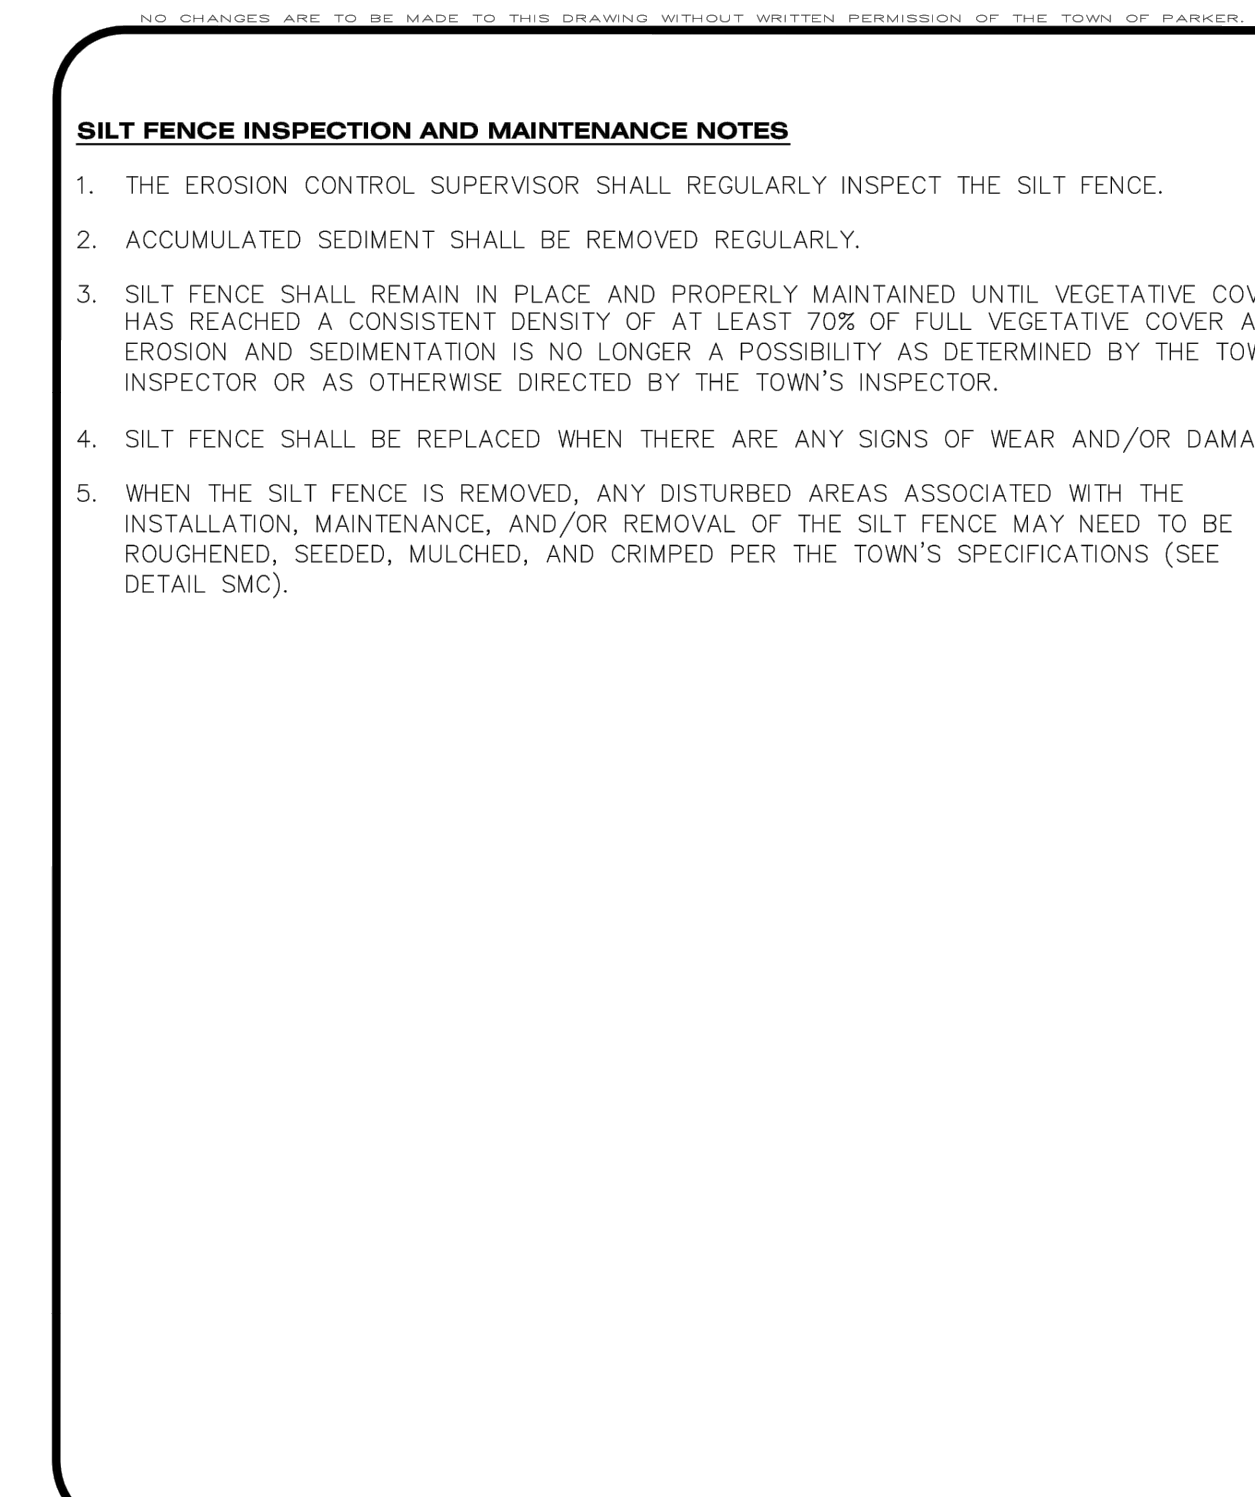 NO CHANGES ARE TO BE MADE TO THIS DRAWING WITHOUT WRITTEN PERMISSION OF THE TOWN OF PARKER.
SILT FENCE INSPECTION AND MAINTENANCE NOTES
1. THE EROSION CONTROL SUPERVISOR SHALL REGULARLY INSPECT THE SILT FENCE.
2. ACCUMULATED SEDIMENT SHALL BE REMOVED REGULARLY.
3. SILT FENCE SHALL REMAIN IN PLACE AND PROPERLY MAINTAINED UNTIL VEGETATIVE
HAS REACHED A CONSISTENT DENSITY OF AT LEAST 70% OF FULL VEGETATIVE COVER
EROSION AND SEDIMENTATION IS NO LONGER A POSSIBILITY AS DETERMINED BY THE
INSPECTOR OR AS OTHERWISE DIRECTED BY THE TOWN'S INSPECTOR.
4. SILT FENCE SHALL BE REPLACED WHEN THERE ARE ANY SIGNS OF WEAR AND/OR
5. WHEN THE SILT FENCE IS REMOVED, ANY DISTURBED AREAS ASSOCIATED WITH THE
INSTALLATION, MAINTENANCE, AND/OR REMOVAL OF THE SILT FENCE MAY NEED TO BE
ROUGHENED, SEEDED, MULCHED, AND CRIMPED PER THE TOWN'S SPECIFICATIONS (SEE
DETAIL SMC).